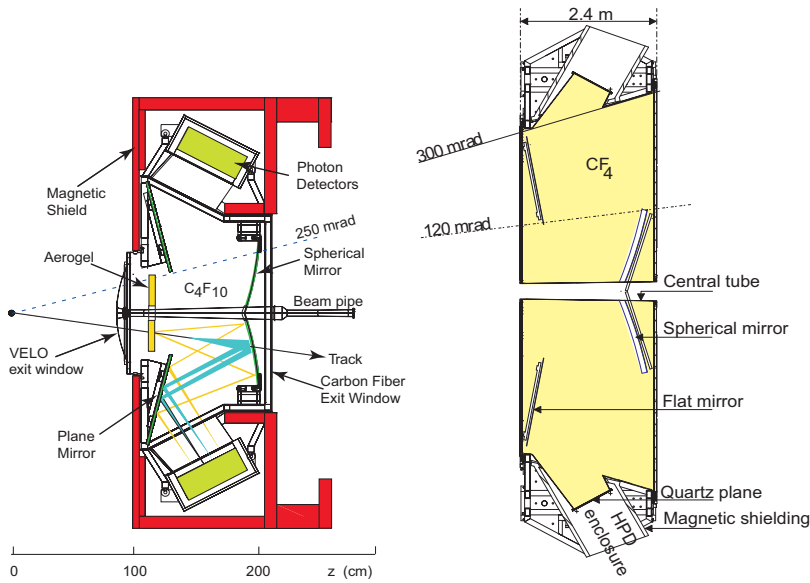 Magnetic
Shield
Aerogel
VELO
exit window
Plane
Mirror
C4F10
250 mrad
Photon
Detectors
Spherical
Mirror
Beam pipe
Track
Carbon Fiber
Exit Window
0
100
200
z (cm)
2.4 m
300 mrad
CF4
120 mrad
Central tube
Spherical mirror
Flat mirror
Quartz plane
Magnetic shielding
HPD
enclosure